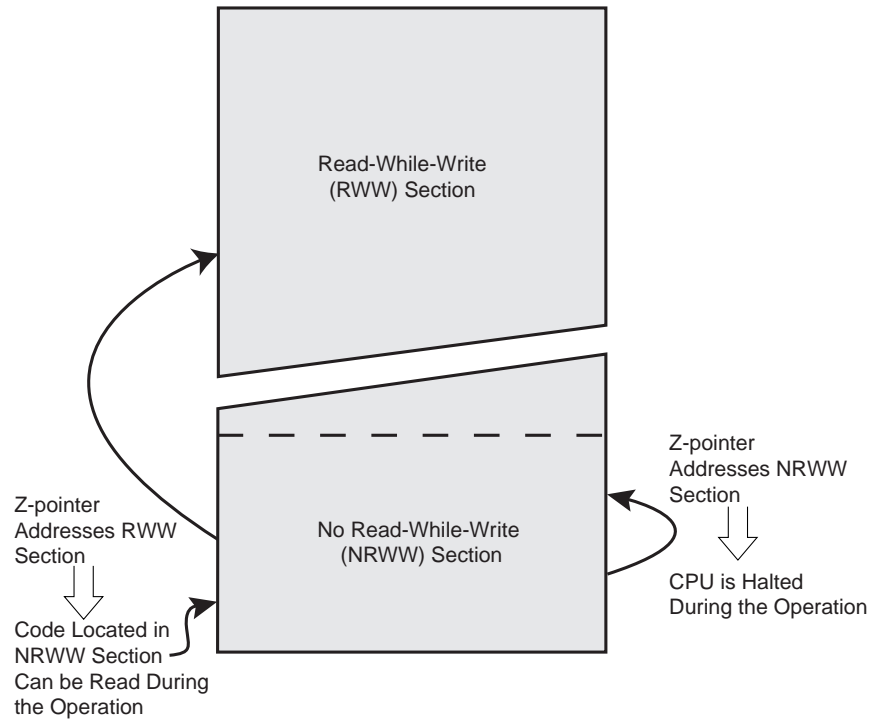 Read-While-Write
(RWW) Section
Z-pointer
Addresses NRWW
Section
No Read-While-Write
(NRWW) Section
Z-pointer
Addresses RWW
Section
CPU is Halted
During the Operation
Code Located in
NRWW Section
Can be Read During
the Operation